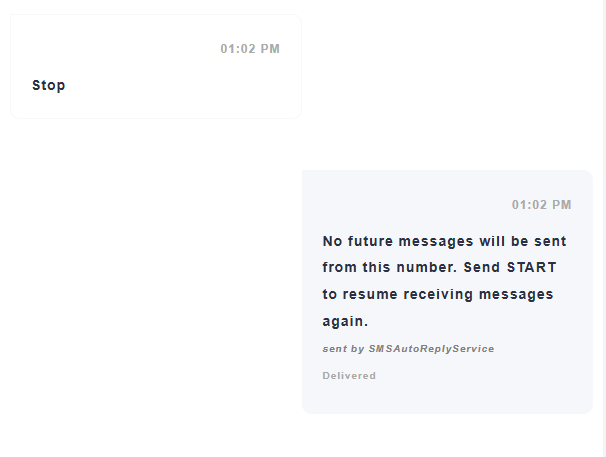 01:02 PM
Stop
01:02 PM
No future messages will be sent
from this number. Send START
to resume receiving messages
again.
sent by SMSAutoReplyService
Delivered